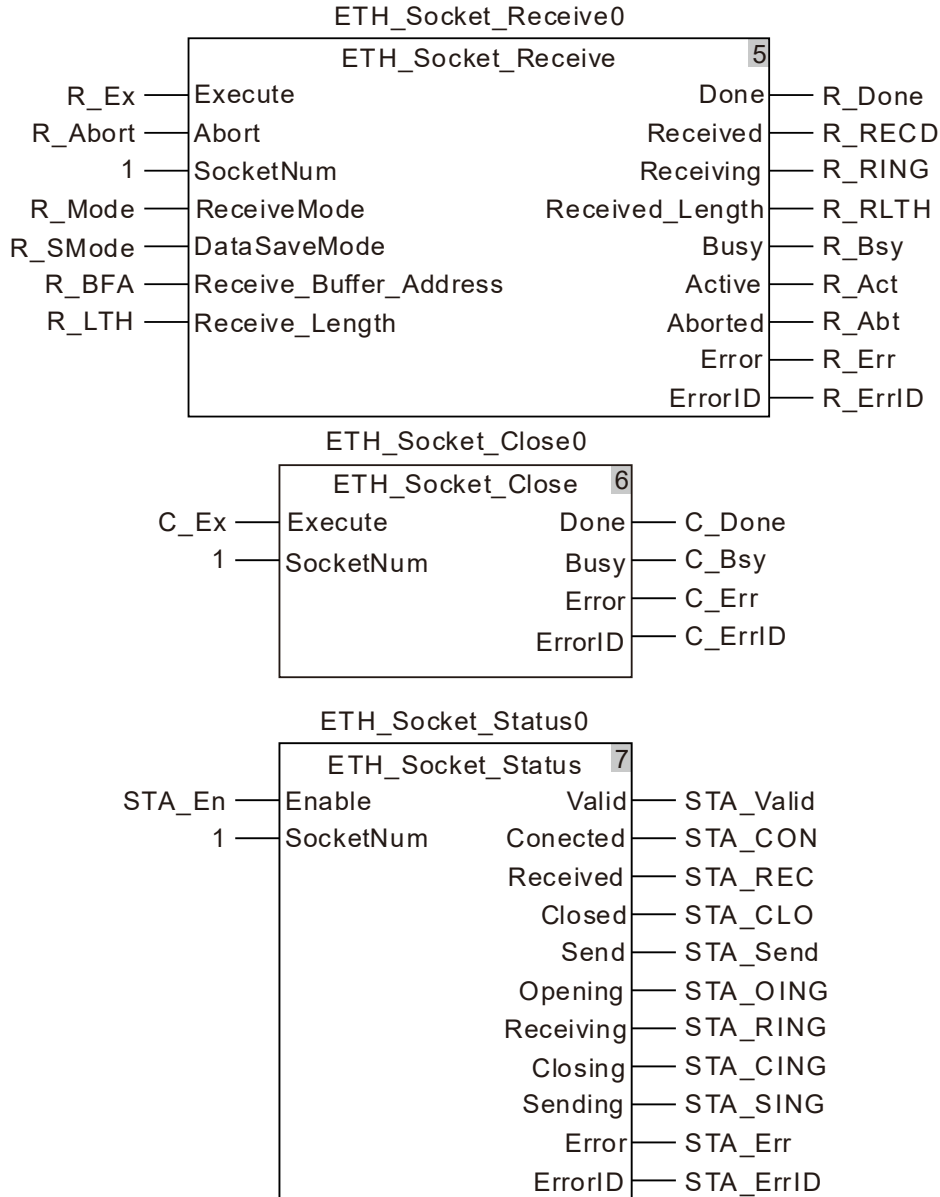 ETH_Socket_Receive0
ETH_Socket_Receive 5
R_Ex Execute Done R_Done
R_Abort Abort Received R_RECD
1 SocketNum Receiving R_RING
R_Mode ReceiveMode Received_Length R_RLTH
R_SMode DataSaveMode Busy R_Bsy
R_BFA Receive_Buffer_Address Active R_Act
R_LTH Receive_Length Aborted R_Abt
Error R_Err
ErrorID R_ErrID
ETH_Socket_Close0
ETH_Socket_Close 6
C_Ex Execute Done C_Done
1 SocketNum Busy C_Bsy
Error C_Err
ErrorID C_ErrID
ETH_Socket_Status0
ETH_Socket_Status 7
STA_En Enable Valid STA_Valid
1 SocketNum Conected STA_CON
Received STA_REC
Closed STA_CLO
Send STA_Send
Opening STA_OING
Receiving STA_RING
Closing STA_CING
Sending STA_SING
Error STA_Err
ErrorID STA_ErrID